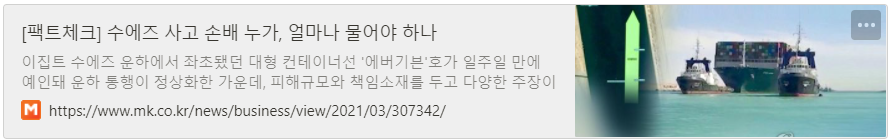 [팩트체크] 수에즈 사고 손배 누가, 얼마나 물어야 하나
이집트 수에즈 운하에서 좌초됐던 대형 컨테이너선 '에버기븐'호가 일주일 만에
예인돼 운하 통행이 정상화한 가운데, 피해규모와 책임소재를 두고 다양한 주장이
M https://www.mk.co.kr/news/business/view/2021/03/307342/